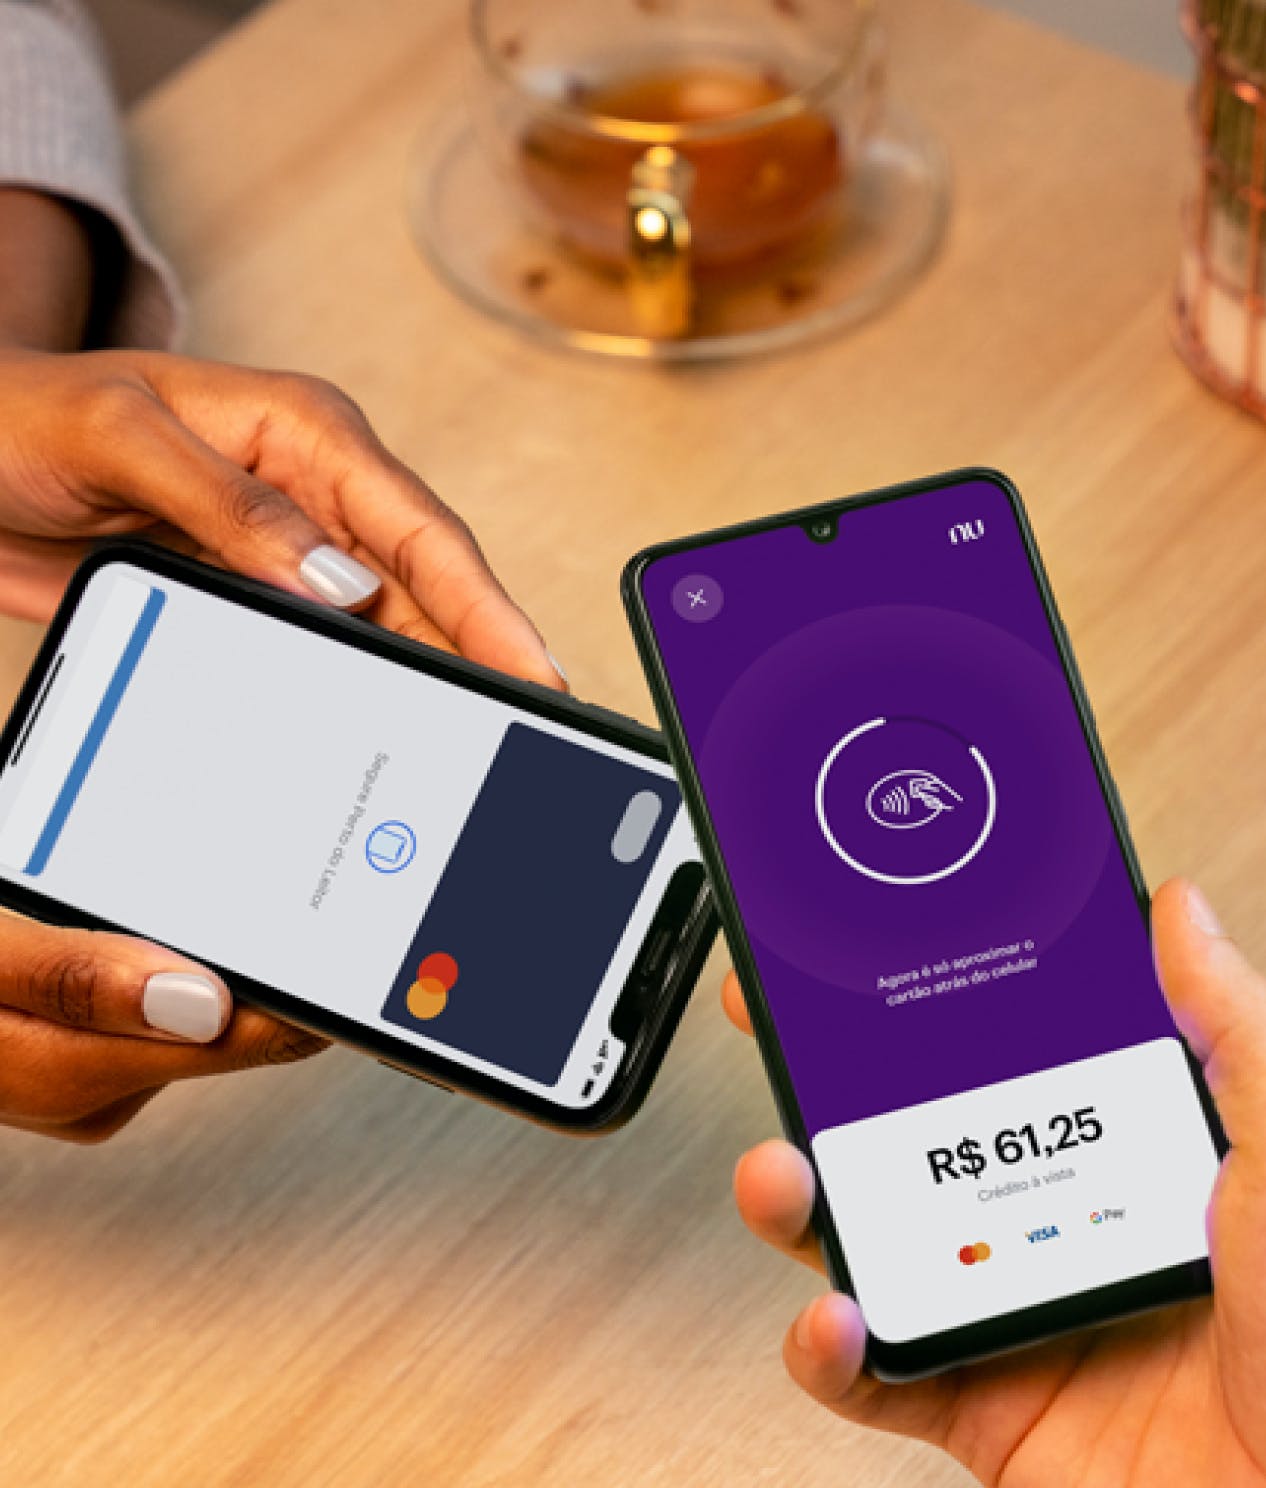 Segure Perto do Leitor
nu
Agora é só aproximar o
cartão atrás do celular
R$ 61,25
Crédito à vista
VISA
G Pay